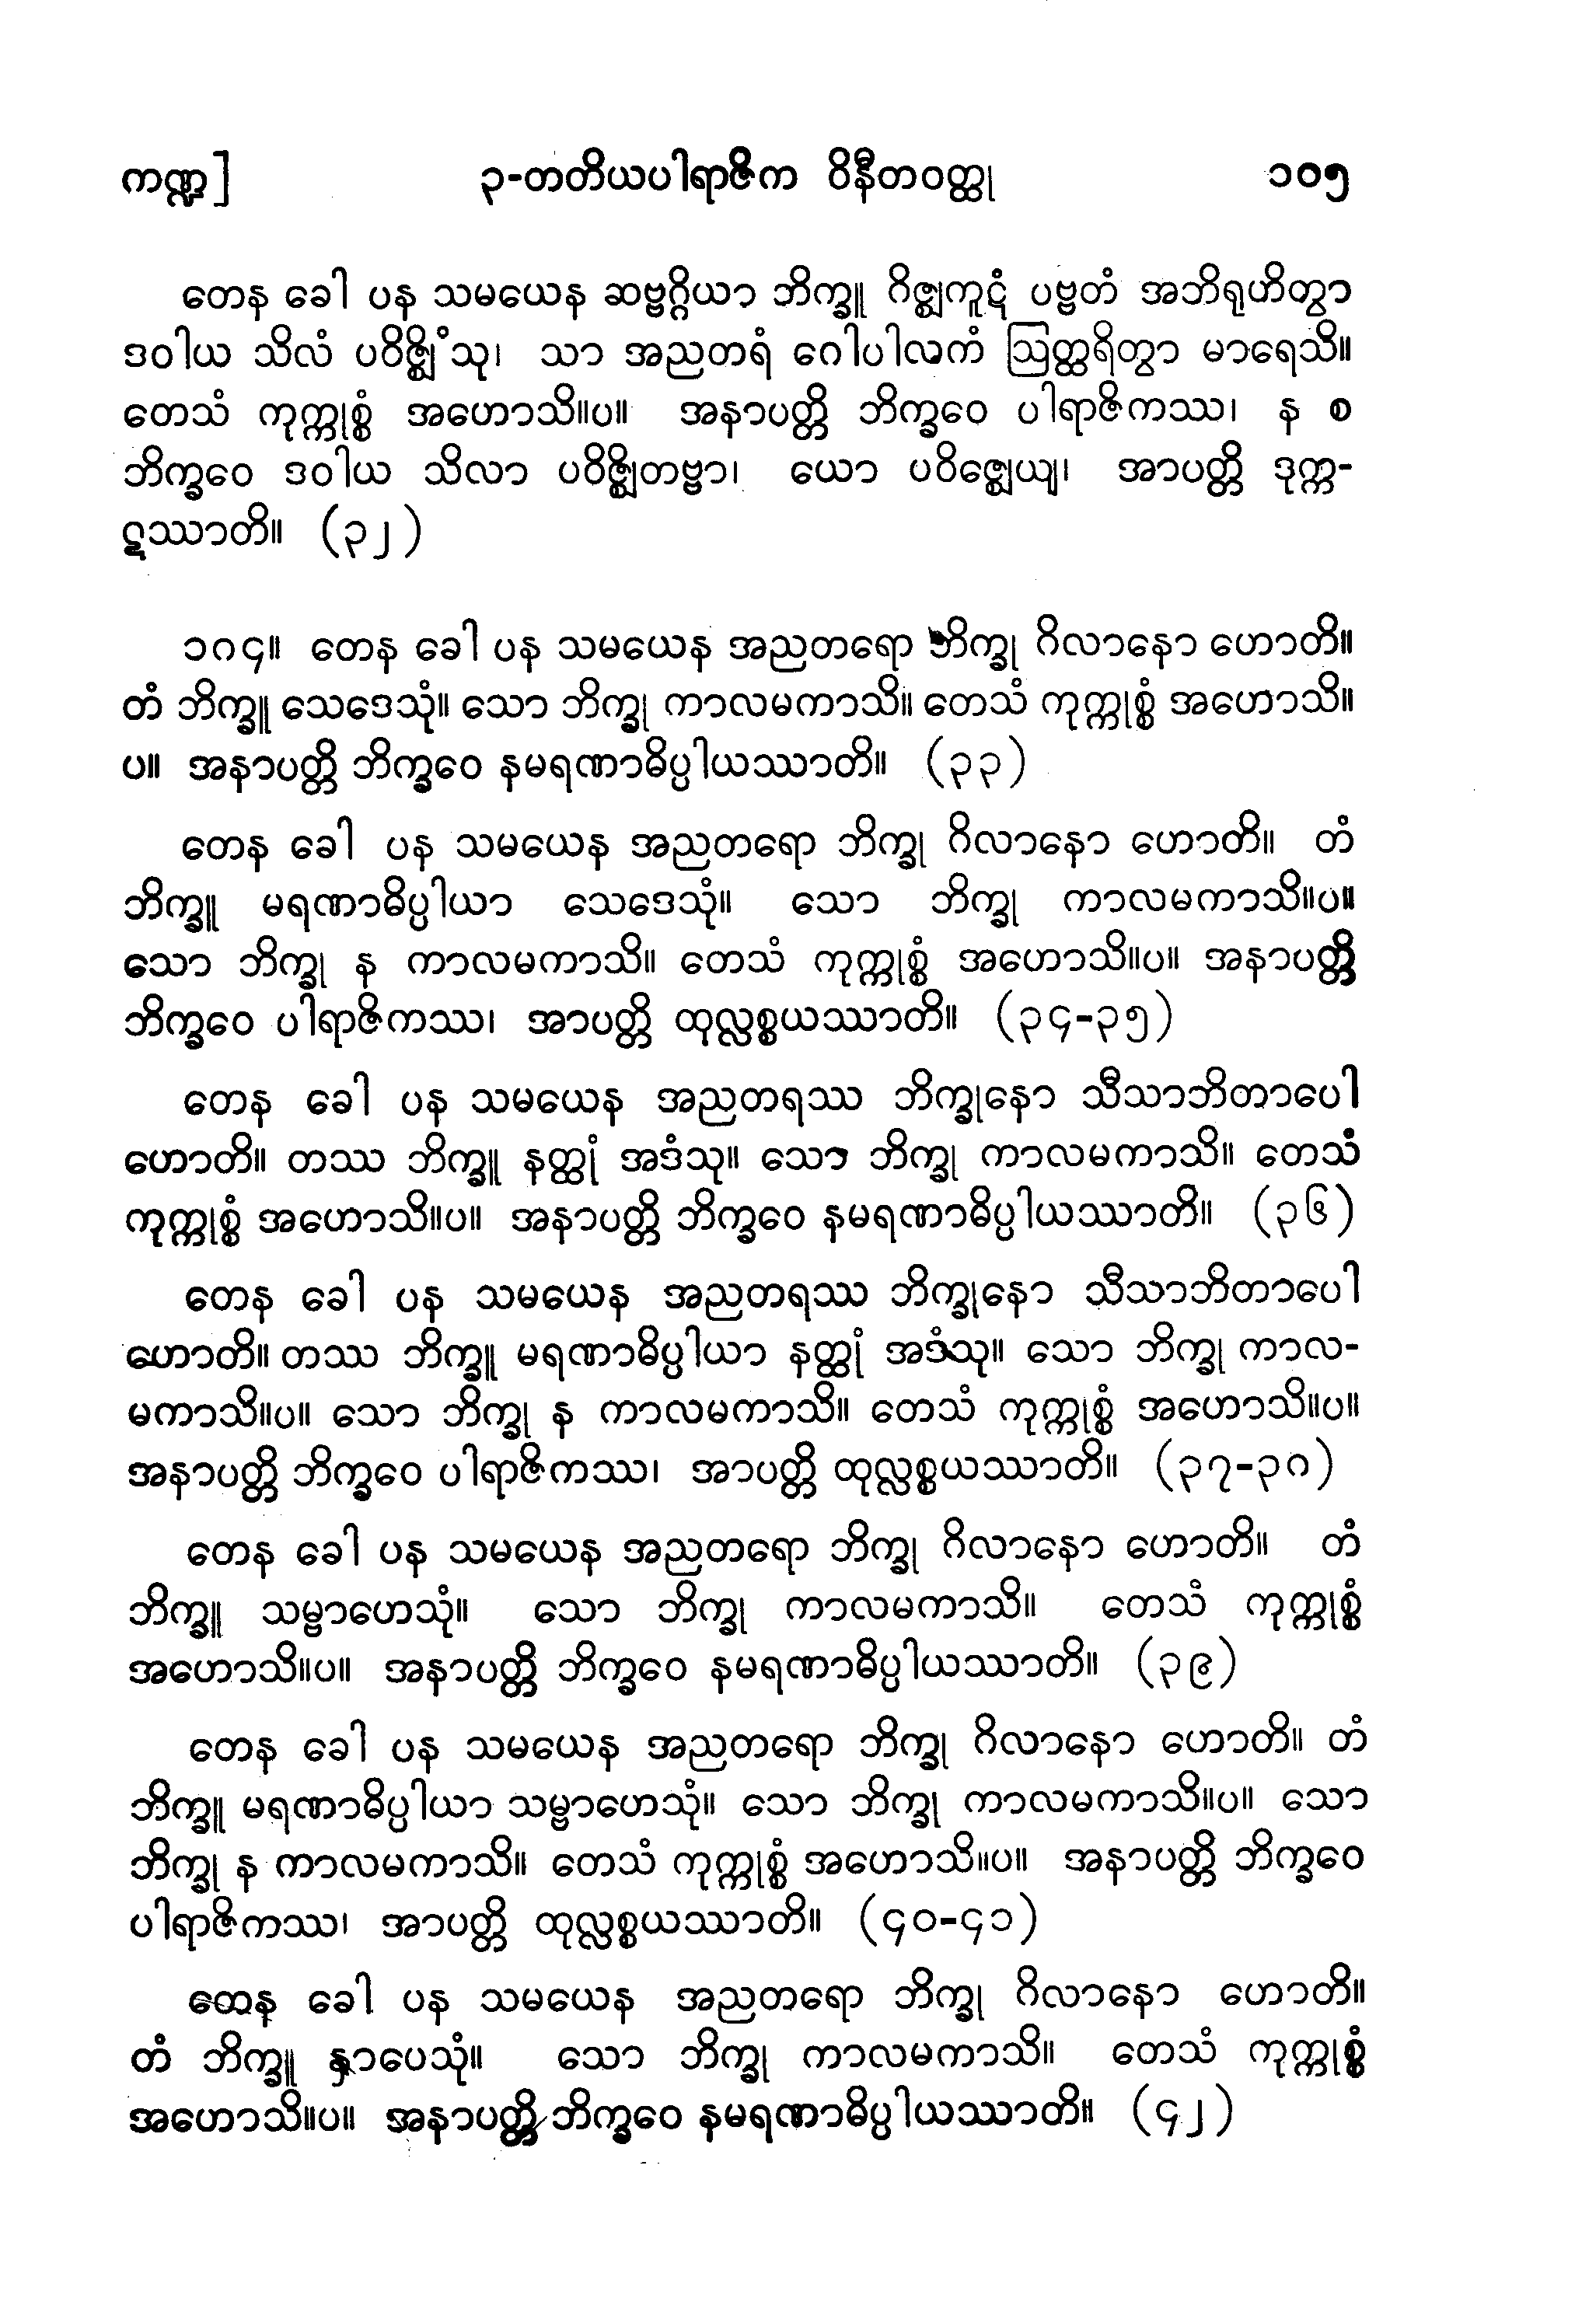 ကဏ္ဍ] ၃-တတိယပါရာဇိက ဝိနီတဝတ္ထု ၁၀၅
တေန ခေါ ပန သမယေန ဆဗ္ဗဂ္ဂိယာ ဘိက္ခူ ဂိဇ္ဈကူဋံ ပဗ္ဗတံ အဘိရုဟိတွာ
ဒဝါယ သိလံ ပဝိဇ္ဈိံသု၊ သာ အညတရံ ဂေါပါလကံ ဩတ္ထရိတွာ မာရေသိ။
တေသံ ကုက္ကုစ္စံ အဟောသိ။ပ။ အနာပတ္တိ ဘိက္ခဝေ ပါရာဇိကဿ၊ န စ
ဘိက္ခဝေ ဒဝါယ သိလာ ပဝိဇ္ဈိတဗ္ဗာ၊ ယော ပဝိဇ္ဈေယျ၊ အာပတ္တိ ဒုက္က-
ဋဿာတိ။ (၃၂)
၁၈၄။ တေန ခေါ ပန သမယေန အညတရော ဘိက္ခု ဂိလာနော ဟောတိ။
တံ ဘိက္ခူ သေဒေသုံ။ သော ဘိက္ခု ကာလမကာသိ။ တေသံ ကုက္ကုစ္စံ အဟောသိ။
ပ။ အနာပတ္တိ ဘိက္ခဝေ နမရဏာဓိပ္ပါယဿာတိ။ (၃၃)
တေန ခေါ ပန သမယေန အညတရော ဘိက္ခု ဂိလာနော ဟောတိ။ တံ
ဘိက္ခူ မရဏာဓိပ္ပါယာ သေဒေသုံ။ သော ဘိက္ခု ကာလမကာသိ။ပ။
သော ဘိက္ခု န ကာလမကာသိ။ တေသံ ကုက္ကုစ္စံ အဟောသိ။ပ။ အနာပတ္တိ
ဘိက္ခဝေ ပါရာဇိကဿ၊ အာပတ္တိ ထုလ္လစ္စယဿာတိ။ (၃၄-၃၅)
တေန ခေါ ပန သမယေန အညတရဿ ဘိက္ခုနော သီသာဘိတာပေါ
ဟောတိ။ တဿ ဘိက္ခူ နတ္ထုံ အဒံသု။ သော ဘိက္ခု ကာလမကာသိ။ တေသံ
ကုက္ကုစ္စံ အဟောသိ။ပ။ အနာပတ္တိ ဘိက္ခဝေ နမရဏာဓိပ္ပါယဿာတိ။ (၃၆)
တေန ခေါ ပန သမယေန အညတရဿ ဘိက္ခုနော သီသာဘိတာပေါ
ဟောတိ။ တဿ ဘိက္ခူ မရဏာဓိပ္ပါယာ နတ္ထုံ အဒံသု။ သော ဘိက္ခု ကာလ-
မကာသိ။ပ။ သော ဘိက္ခု န ကာလမကာသိ။ တေသံ ကုက္ကုစ္စံ အဟောသိ။ပ။
အနာပတ္တိ ဘိက္ခဝေ ပါရာဇိကဿ၊ အာပတ္တိ ထုလ္လစ္စယဿာတိ။ (၃၇-၃၈)
တေန ခေါ ပန သမယေန အညတရော ဘိက္ခု ဂိလာနော ဟောတိ။ တံ
ဘိက္ခူ သမ္ဗာဟေသုံ။ သော ဘိက္ခု ကာလမကာသိ။ တေသံ ကုက္ကုစ္စံ
အဟောသိ။ပ။ အနာပတ္တိ ဘိက္ခဝေ နမရဏာဓိပ္ပါယဿာတိ။ (၃၉)
တေန ခေါ ပန သမယေန အညတရော ဘိက္ခု ဂိလာနော ဟောတိ။ တံ
ဘိက္ခူ မရဏာဓိပ္ပါယာ သမ္ဗာဟေသုံ။ သော ဘိက္ခု ကာလမကာသိ။ပ။ သော
ဘိက္ခု န ကာလမကာသိ။ တေသံ ကုက္ကုစ္စံ အဟောသိ။ပ။ အနာပတ္တိ ဘိက္ခဝေ
ပါရာဇိကဿ၊ အာပတ္တိ ထုလ္လစ္စယဿာတိ။ (၄၀-၄၁)
တေန ခေါ ပန သမယေန အညတရော ဘိက္ခု ဂိလာနော ဟောတိ။
တံ ဘိက္ခူ နှာပေသုံ။ သော ဘိက္ခု ကာလမကာသိ။ တေသံ ကုက္ကုစ္စံ
အဟောသိ။ပ။ အနာပတ္တိ ဘိက္ခဝေ နမရဏာဓိပ္ပါယဿာတိ။ (၄၂)